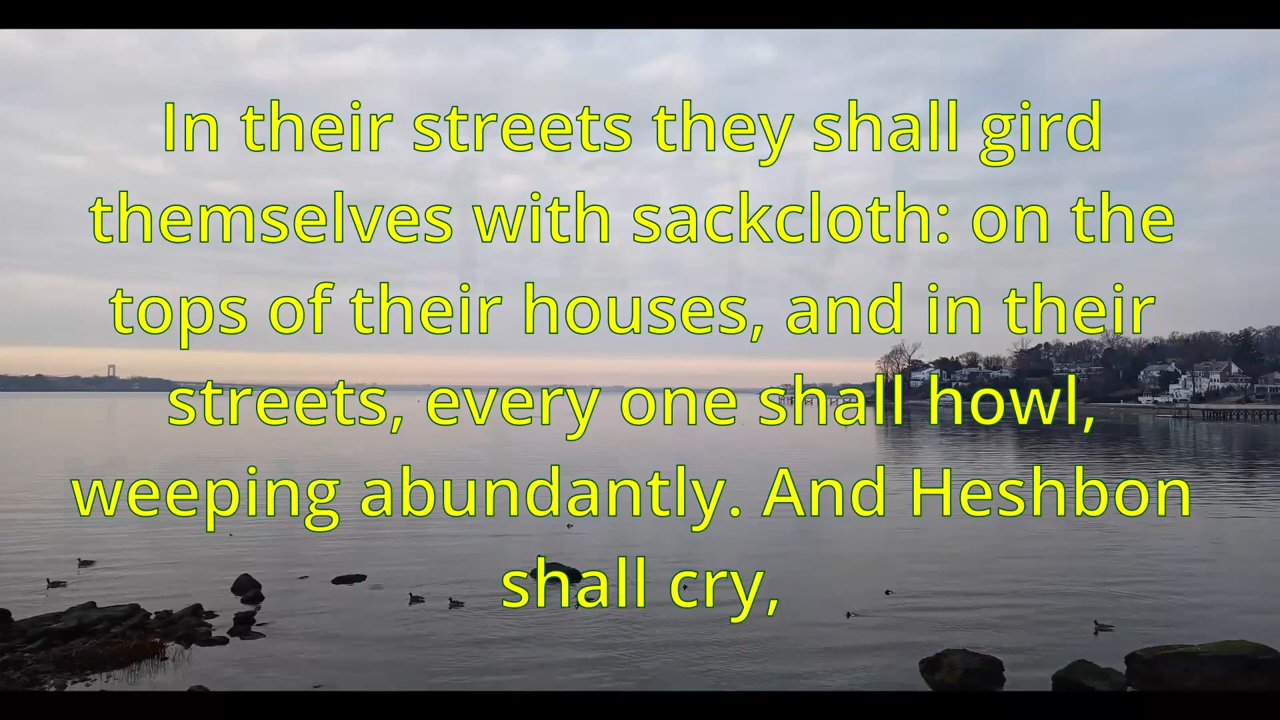 In their streets they shall gird
themselves with sackcloth: on the
tops of their houses, and in their
streets, every one shall howl,
weeping abundantly. And Heshbon
shall cry,